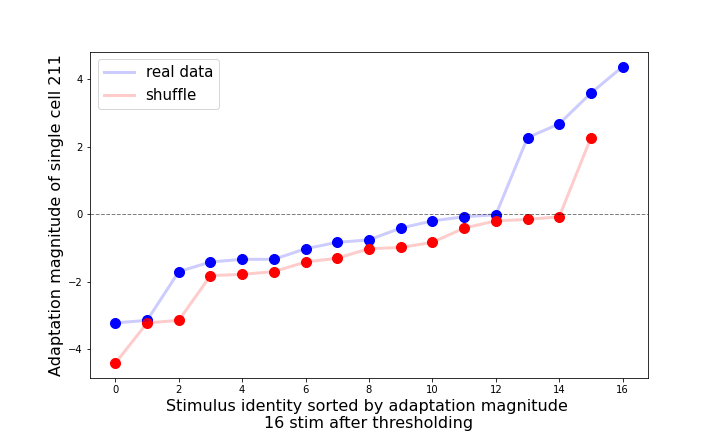 real data
shuffle
Adaptation magnitude of single cell 211
4
2
0
−2
−4
0
2
4
6
8
10
12
14
16
Stimulus identity sorted by adaptation magnitude
16 stim after thresholding